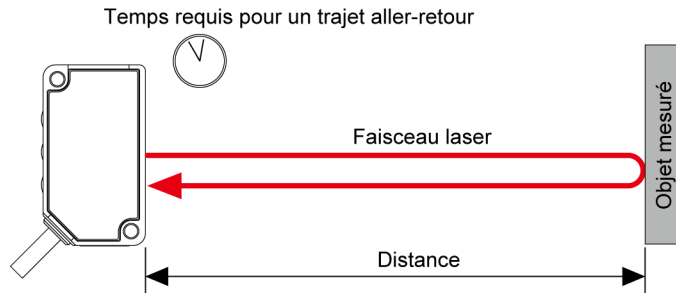 Temps requis pour un trajet aller-retour
Faisceau laser
Objet mesuré
Distance